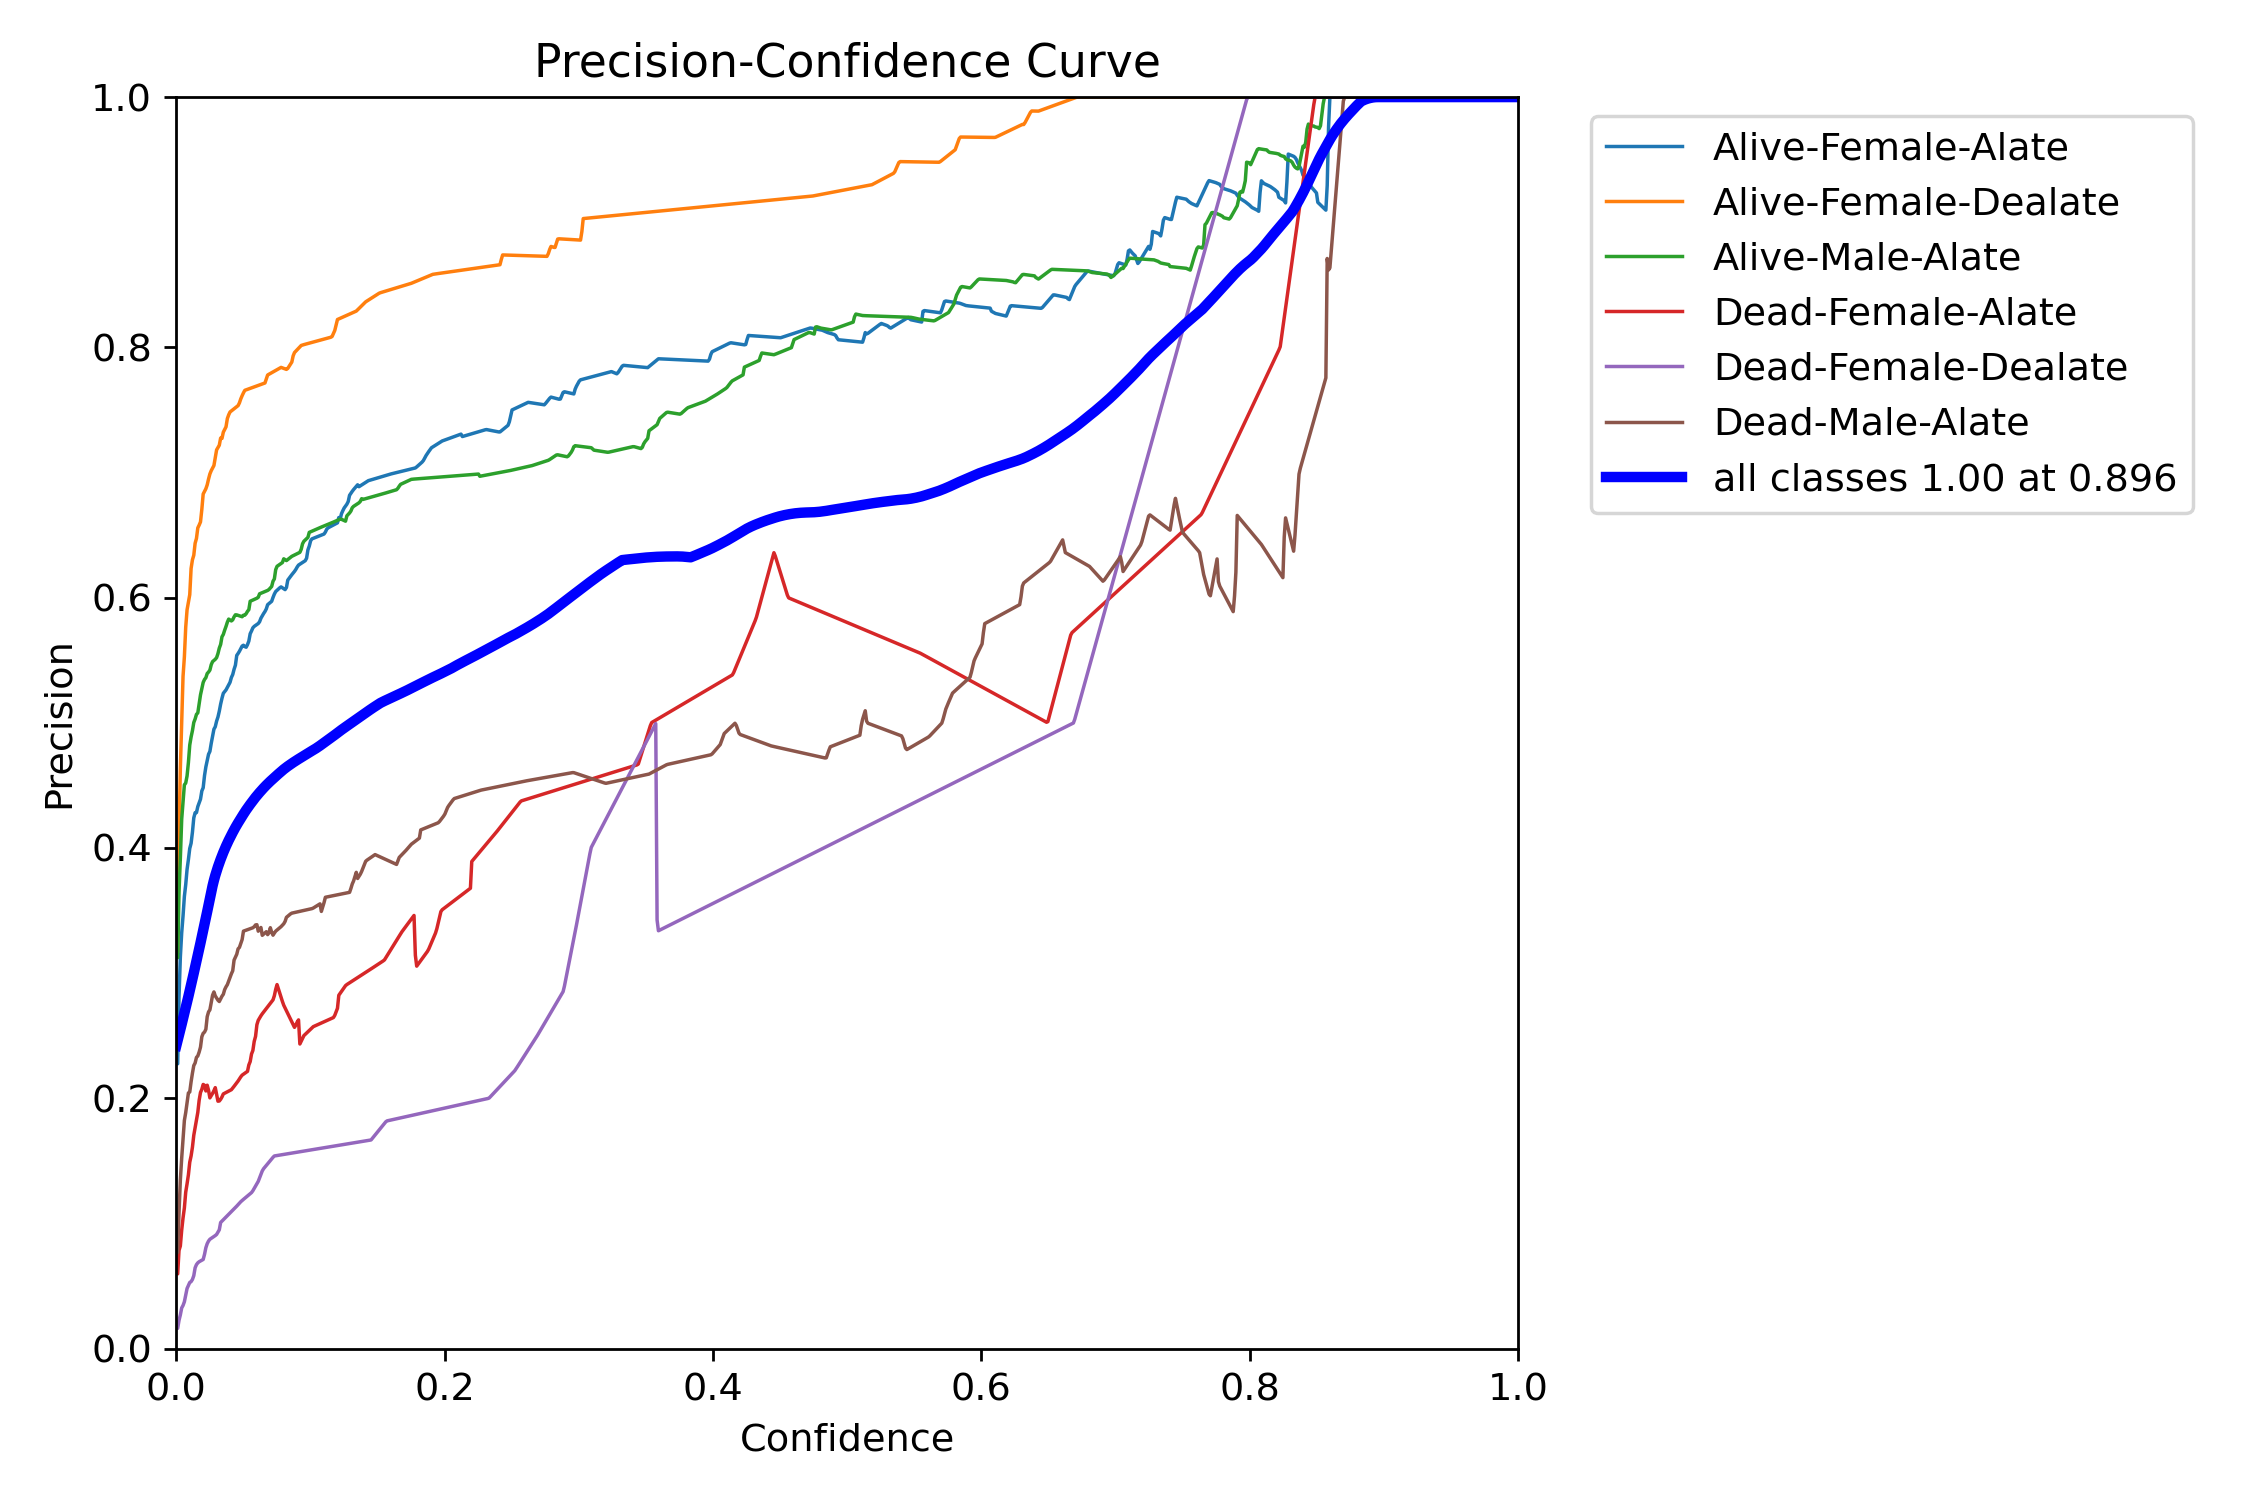 Precision-Confidence Curve
1.0
0.8
0.6
0.4
0.2
0.0
Precision
0.0 0.2 0.4 0.6 0.8 1.0
Confidence
Alive-Female-Alate
Alive-Female-Dealate
Alive-Male-Alate
Dead-Female-Alate
Dead-Female-Dealate
Dead-Male-Alate
all classes 1.00 at 0.896